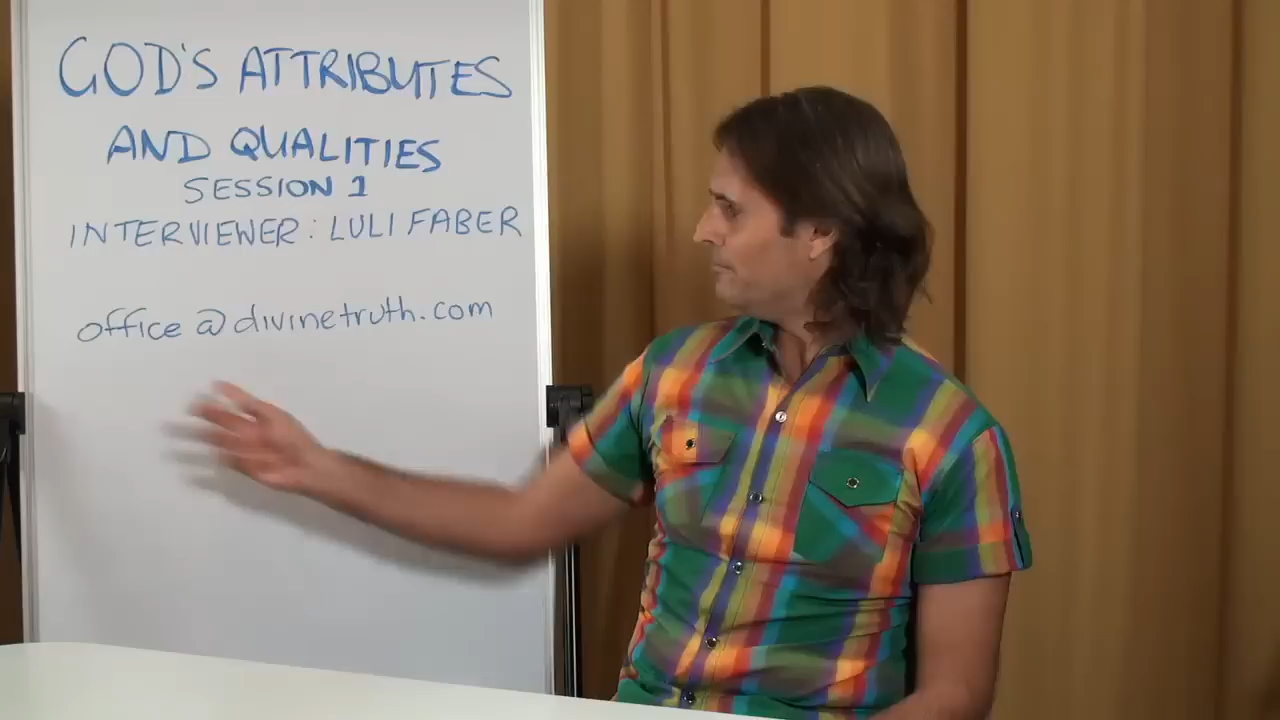 GOD'S ATTRIBUTES
AND QUALITIES
SESSION 1
INTERVIEWER: LULI FABER
office@divinetruth.com